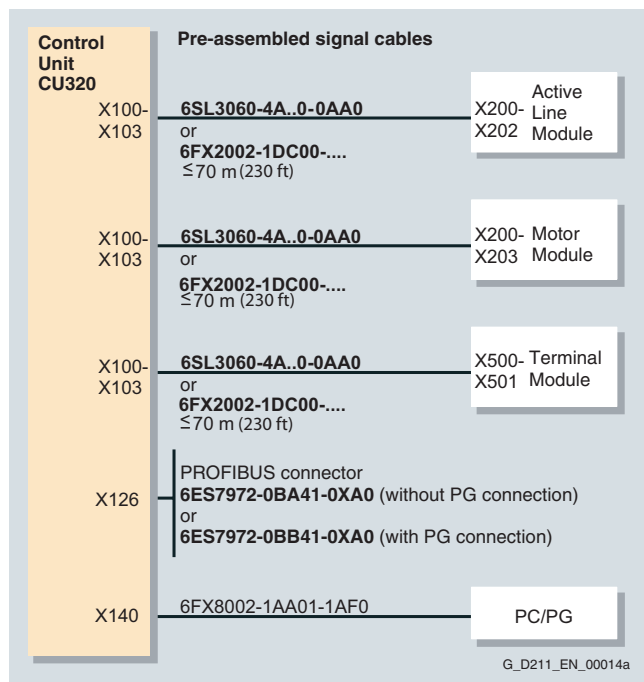 Control
Unit
CU320
Pre-assembled signal cables
X100-
X103
6SL3060-4A..0-0AA0
or
6FX2002-1DC00-....
≤70 m (230 ft)
X200-
X202
Active
Line
Module
X100-
X103
6SL3060-4A..0-0AA0
or
6FX2002-1DC00-....
≤70 m (230 ft)
X200-
X203
Motor
Module
X100-
X103
6SL3060-4A..0-0AA0
or
6FX2002-1DC00-....
≤70 m (230 ft)
X500-
X501
Terminal
Module
X126
PROFIBUS connector
6ES7972-0BA41-0XA0 (without PG connection)
or
6ES7972-0BB41-0XA0 (with PG connection)
X140
6FX8002-1AA01-1AF0
PC/PG
G_D211_EN_00014a